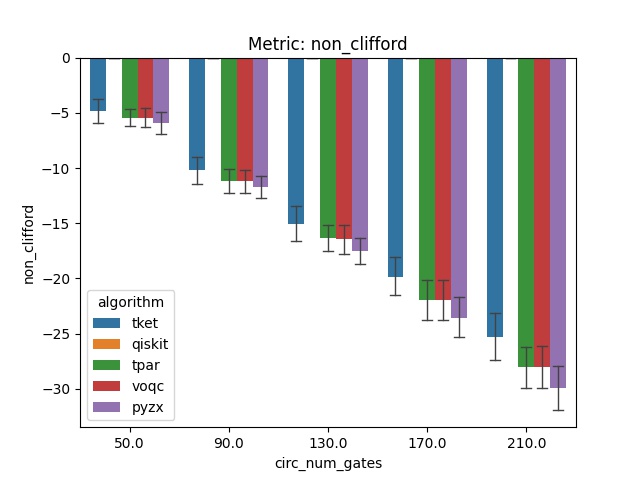 Metric: non_clifford
0
−5
−10
−15
−20
−25
−30
non_clifford
algorithm
tket
qiskit
tpar
voqc
pyzx
50.0 90.0 130.0 170.0 210.0
circ_num_gates